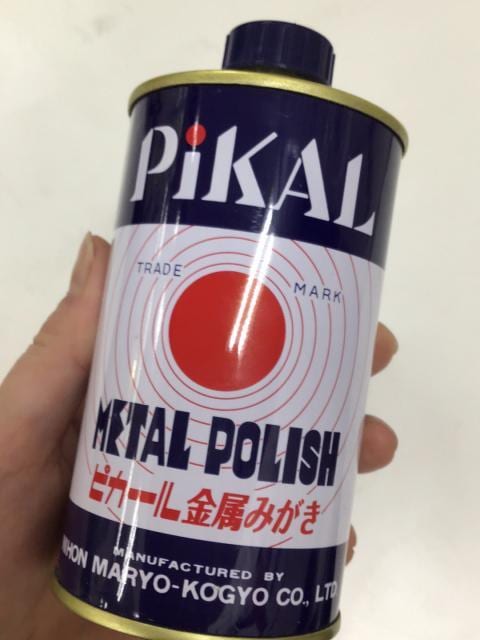 PiKAL
TRADE MARK
METAL POLISH
ピカール金属みがき
MANUFACTURED BY
NIHON MARYO-KOGYO CO., LTD